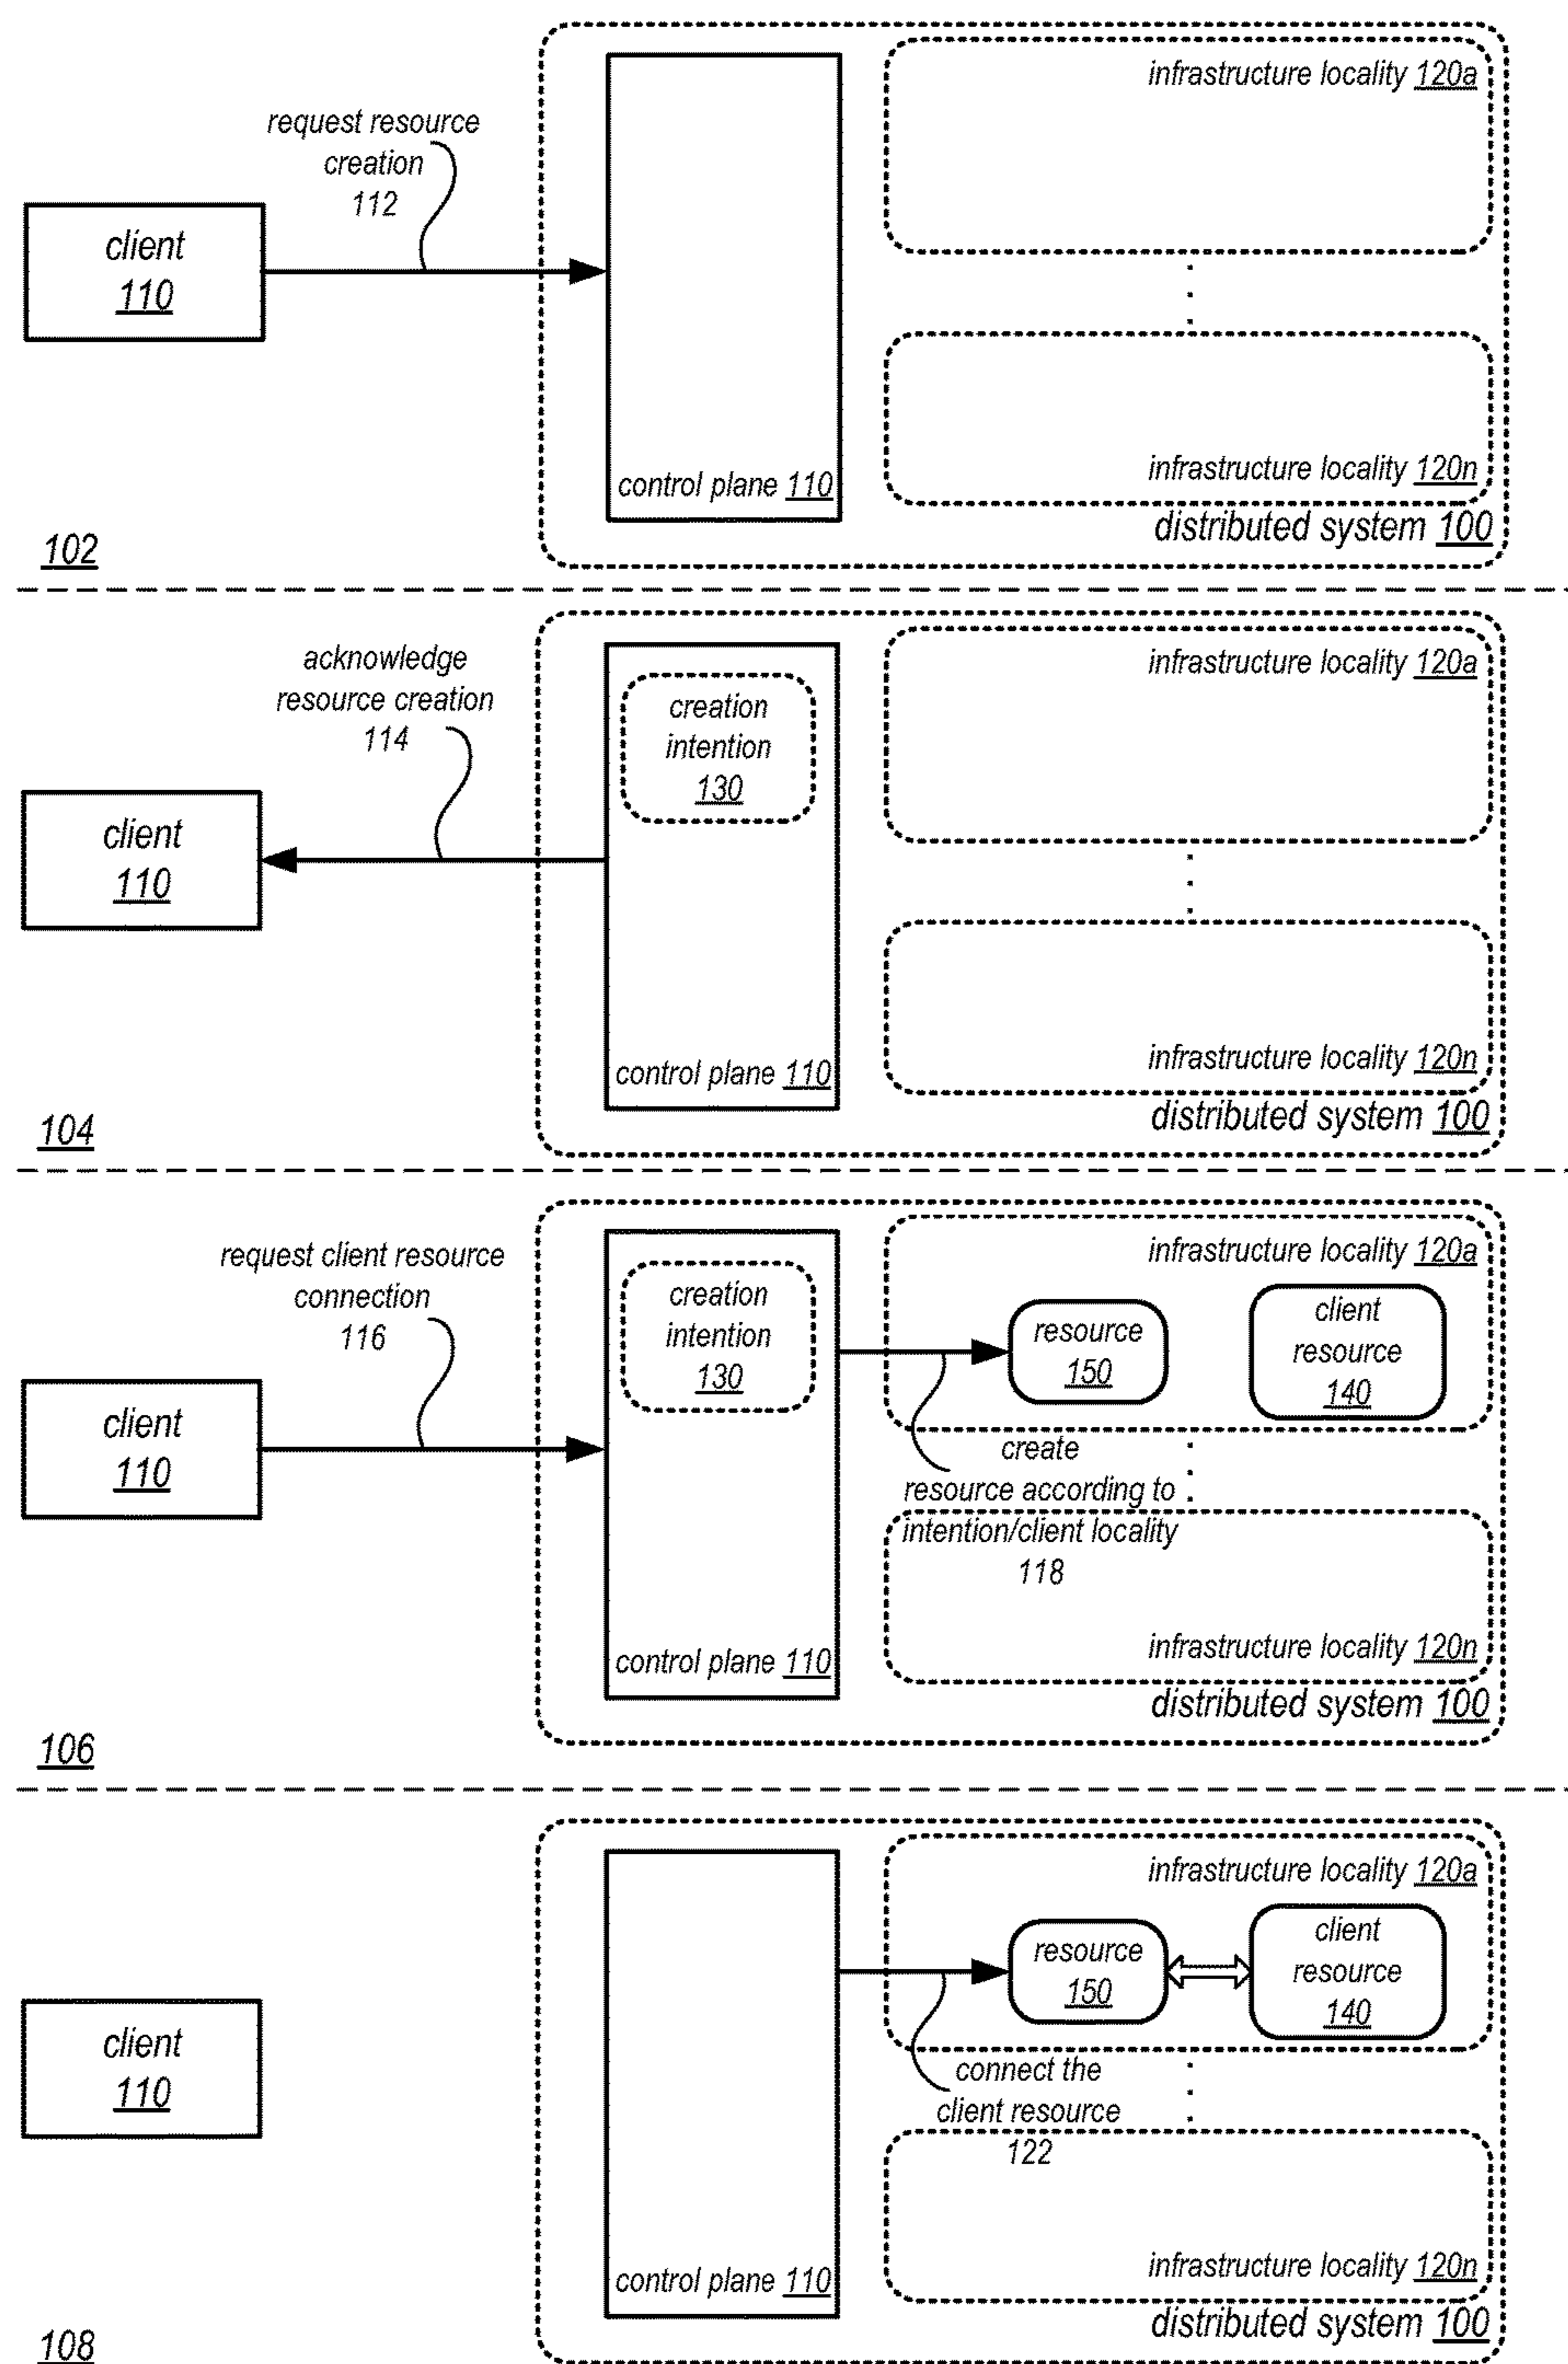 infrastructure locality 120a
request resource
creation
112
client
110
control plane 110
infrastructure locality 120n
distributed system 100
102
infrastructure locality 120a
acknowledge
resource creation
114
creation
intention
130
client
110
control plane 110
infrastructure locality 120n
distributed system 100
104
infrastructure locality 120a
request client resource
connection
116
creation
intention
130
resource
150
client
resource
140
client
110
create
resource according to
intention/client locality
118
control plane 110
infrastructure locality 120n
distributed system 100
106
infrastructure locality 120a
resource
150
client
resource
140
client
110
connect the
client resource
122
control plane 110
infrastructure locality 120n
distributed system 100
108